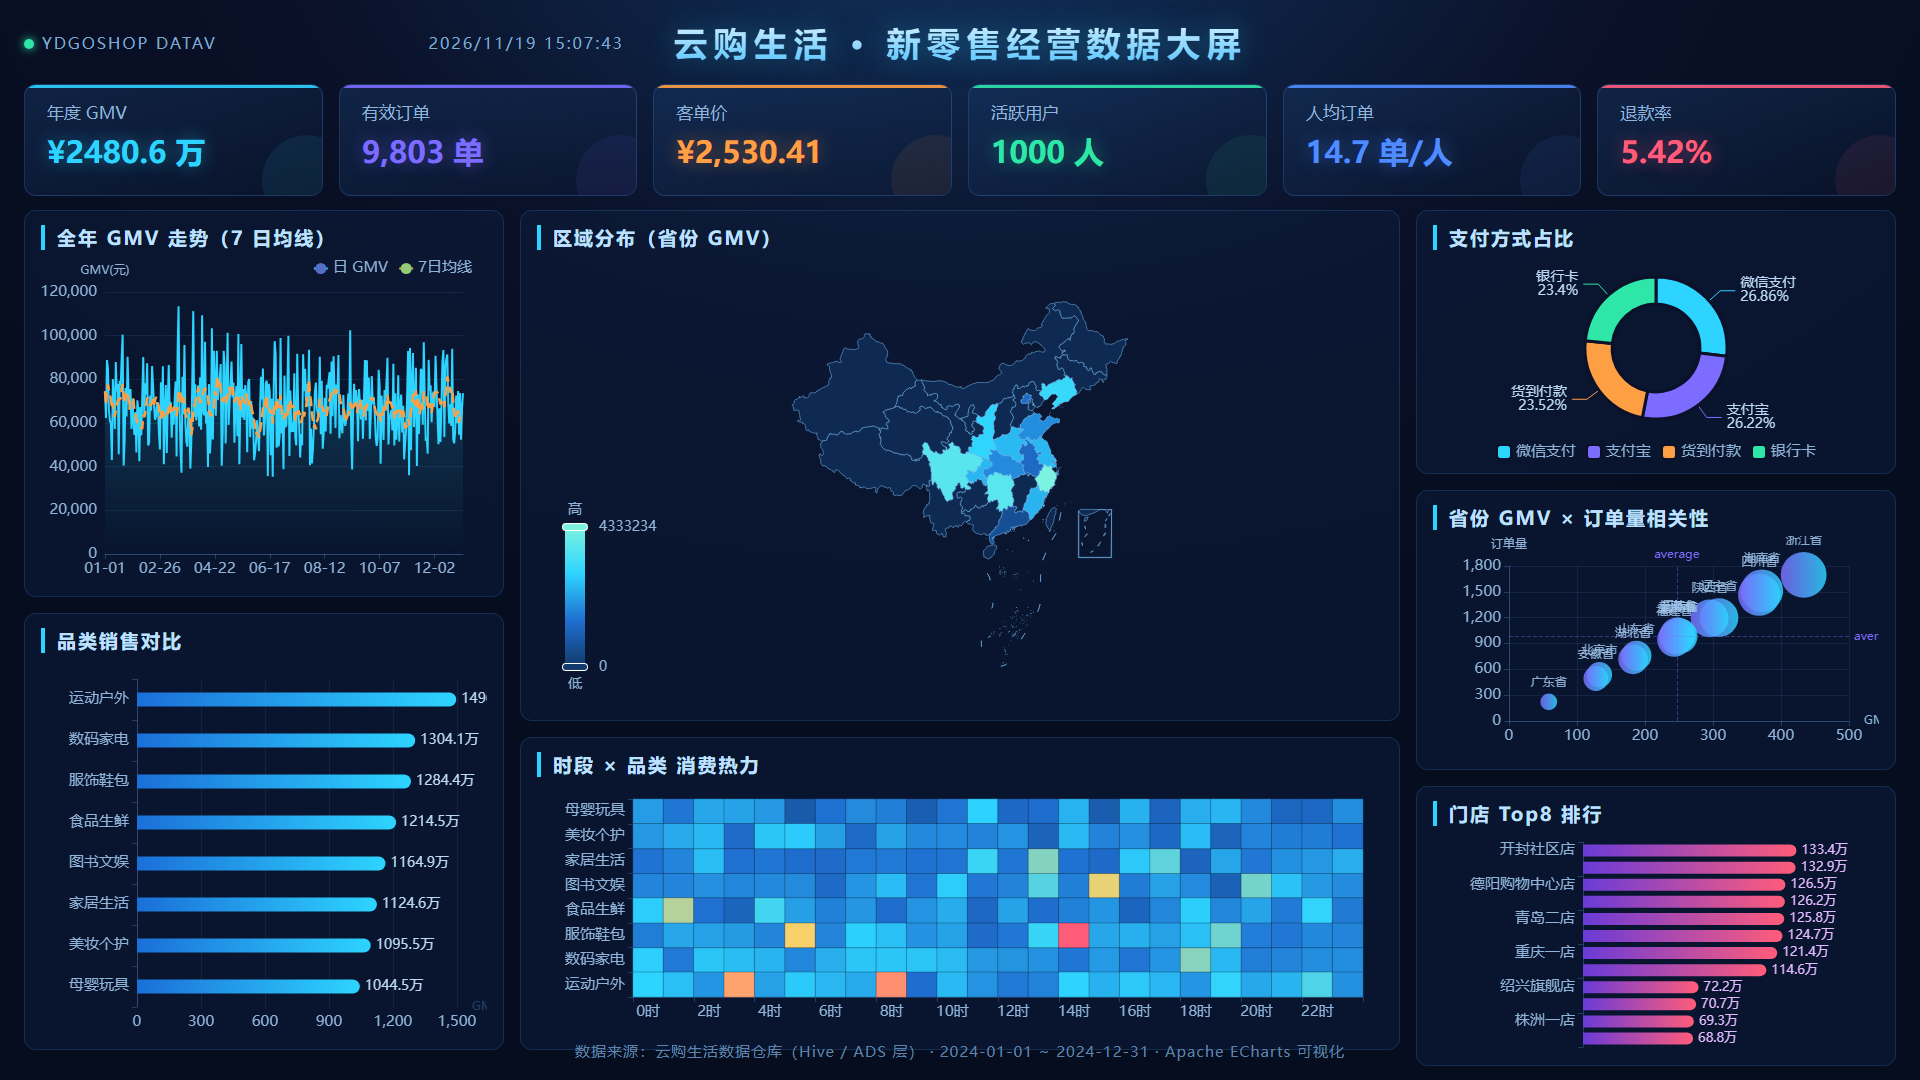 YDGOSHOP DATAV
2026/11/19 15:07:43
云购生活 • 新零售经营数据大屏
年度 GMV
¥2480.6 万
有效订单
9,803 单
客单价
¥2,530.41
活跃用户
1000 人
人均订单
14.7 单/人
退款率
5.42%
全年 GMV 走势（7 日均线）
GMV(元)
日 GMV
7日均线
120,000
100,000
80,000
60,000
40,000
20,000
0
01-01 02-26 04-22 06-17 08-12 10-07 12-02
品类销售对比
运动户外 149
数码家电 1304.1万
服饰鞋包 1284.4万
食品生鲜 1214.5万
图书文娱 1164.9万
家居生活 1124.6万
美妆个护 1095.5万
母婴玩具 1044.5万
0 300 600 900 1,200 1,500
区域分布（省份 GMV）
高
4333234
0
低
时段 × 品类 消费热力
母婴玩具
美妆个护
家居生活
图书文娱
食品生鲜
服饰鞋包
数码家电
运动户外
0时 2时 4时 6时 8时 10时 12时 14时 16时 18时 20时 22时
支付方式占比
银行卡
23.4%
微信支付
26.86%
货到付款
23.52%
支付宝
26.22%
微信支付 支付宝 货到付款 银行卡
省份 GMV × 订单量相关性
订单量
average
浙江省
1,800
1,500
1,200
900
600
300
0
山东省
广东省
aver
0 100 200 300 400 500
门店 Top8 排行
开封社区店 133.4万
132.9万
德阳购物中心店 126.5万
126.2万
青岛二店 125.8万
124.7万
重庆一店 121.4万
114.6万
绍兴旗舰店 72.2万
70.7万
株洲一店 69.3万
68.8万
数据来源：云购生活数据仓库（Hive / ADS 层） · 2024-01-01 ~ 2024-12-31 · Apache ECharts 可视化